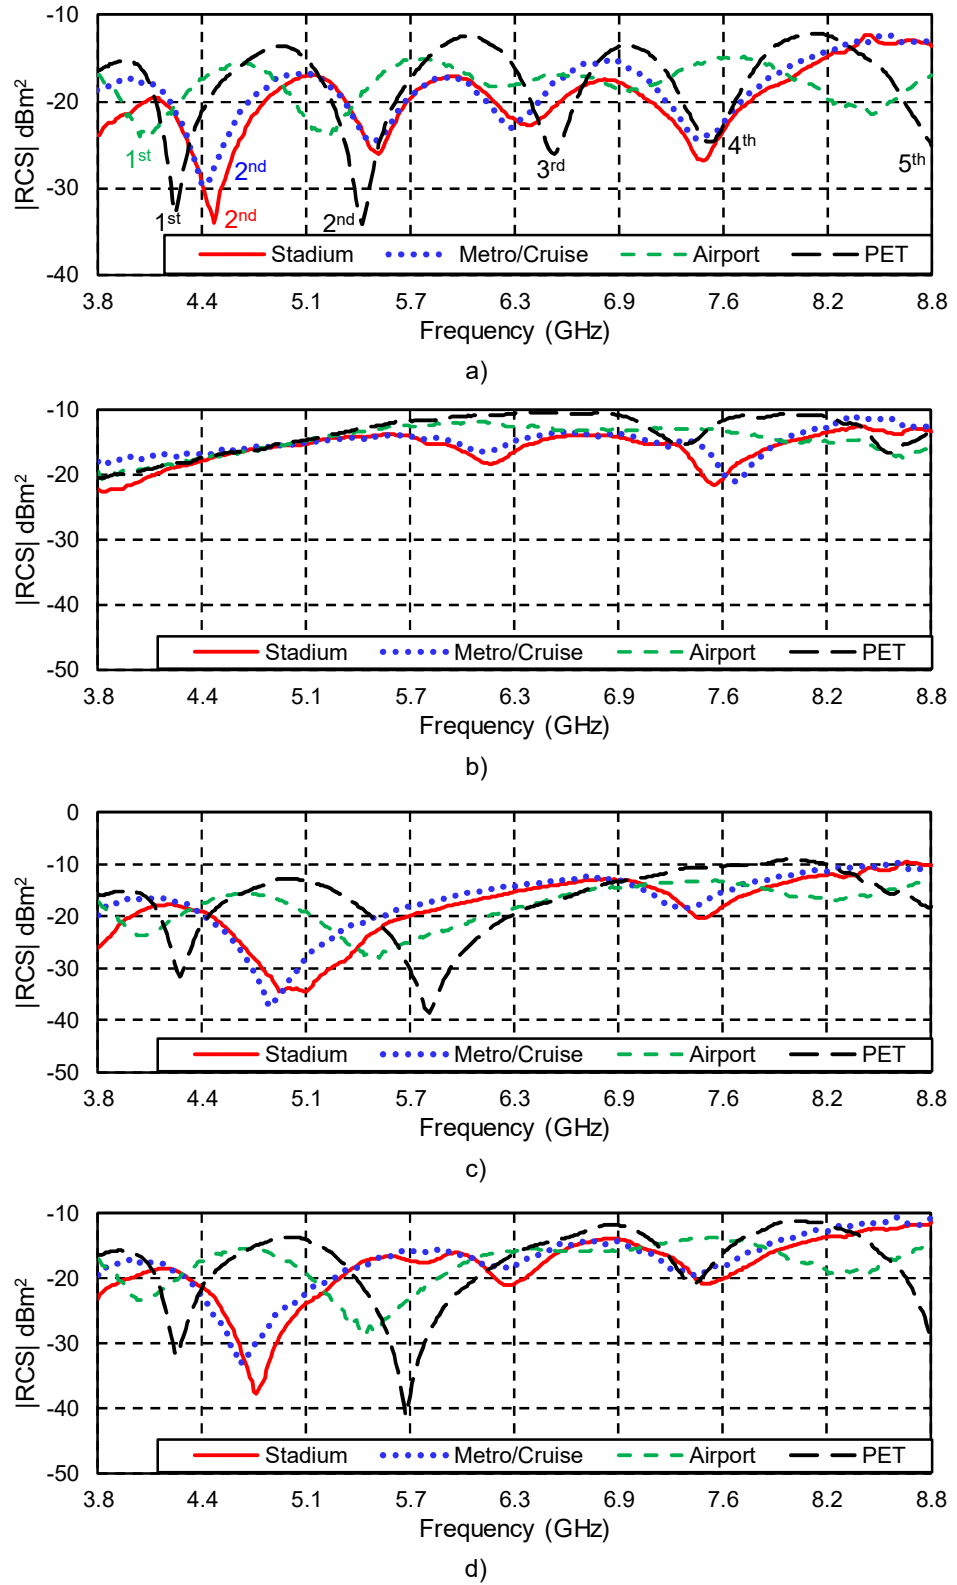 -10
-20
-30
-40
|RCS| dBm²
1st
2nd
1st
2nd
2nd
3rd
4th
5th
Stadium Metro/Cruise Airport PET
3.8 4.4 5.1 5.7 6.3 6.9 7.6 8.2 8.8
Frequency (GHz)
a)
-10
-20
-30
-40
-50
|RCS| dBm²
Stadium Metro/Cruise Airport PET
3.8 4.4 5.1 5.7 6.3 6.9 7.6 8.2 8.8
Frequency (GHz)
b)
0
-10
-20
-30
-40
-50
|RCS| dBm²
Stadium Metro/Cruise Airport PET
3.8 4.4 5.1 5.7 6.3 6.9 7.6 8.2 8.8
Frequency (GHz)
c)
-10
-20
-30
-40
-50
|RCS| dBm²
Stadium Metro/Cruise Airport PET
3.8 4.4 5.1 5.7 6.3 6.9 7.6 8.2 8.8
Frequency (GHz)
d)